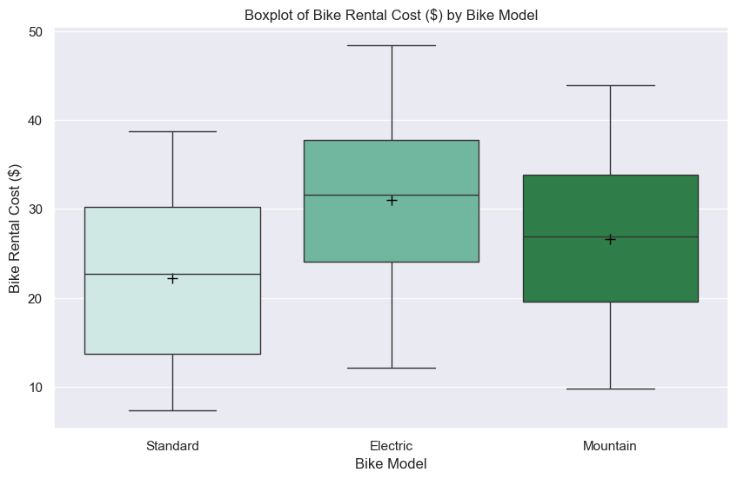 Boxplot of Bike Rental Cost ($) by Bike Model
Bike Rental Cost ($)
50
40
30
20
10
Standard Electric Mountain
Bike Model